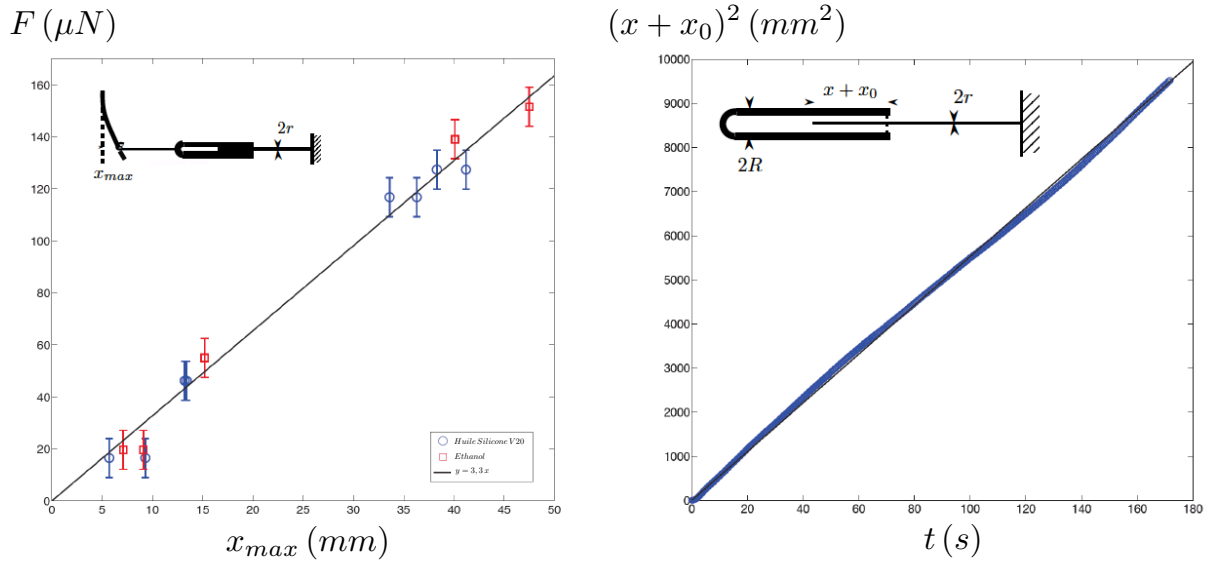 F (μN)
160
140
120
100
80
60
40
20
0
0 5 10 15 20 25 30 35 40 45 50
x_max (mm)
2r
x_max
Huile Silicone V20
Ethanol
y = 3,3 x
(x + x_0)^2 (mm^2)
10000
9000
8000
7000
6000
5000
4000
3000
2000
1000
0
0 20 40 60 80 100 120 140 160 180
t (s)
x + x_0
2r
2R